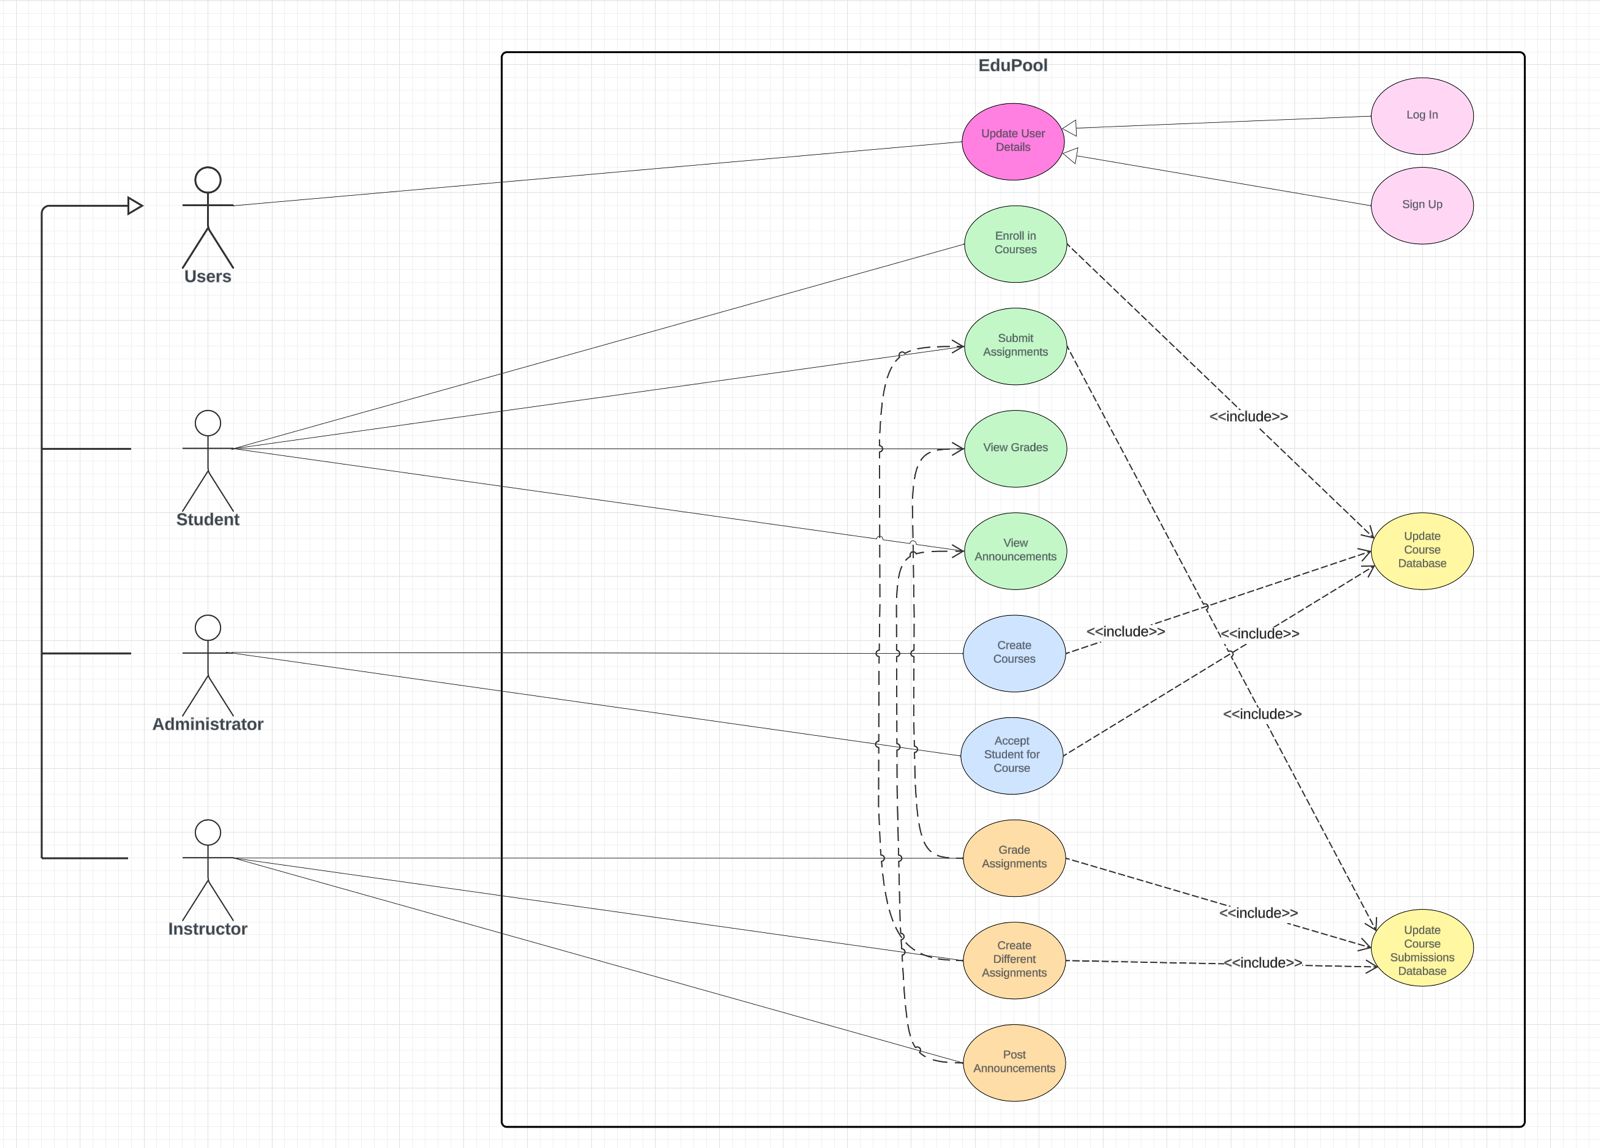 EduPool
Log In
Update User
Details
Sign Up
Users
Enroll in
Courses
Submit
Assignments
<<include>>
View Grades
Student
View
Announcements
Update
Course
Database
<<include>>
<<include>>
Create
Courses
Administrator
<<include>>
Accept
Student for
Course
Grade
Assignments
<<include>>
Instructor
Create
Different
Assignments
<<include>>
Update
Course
Submissions
Database
Post
Announcements